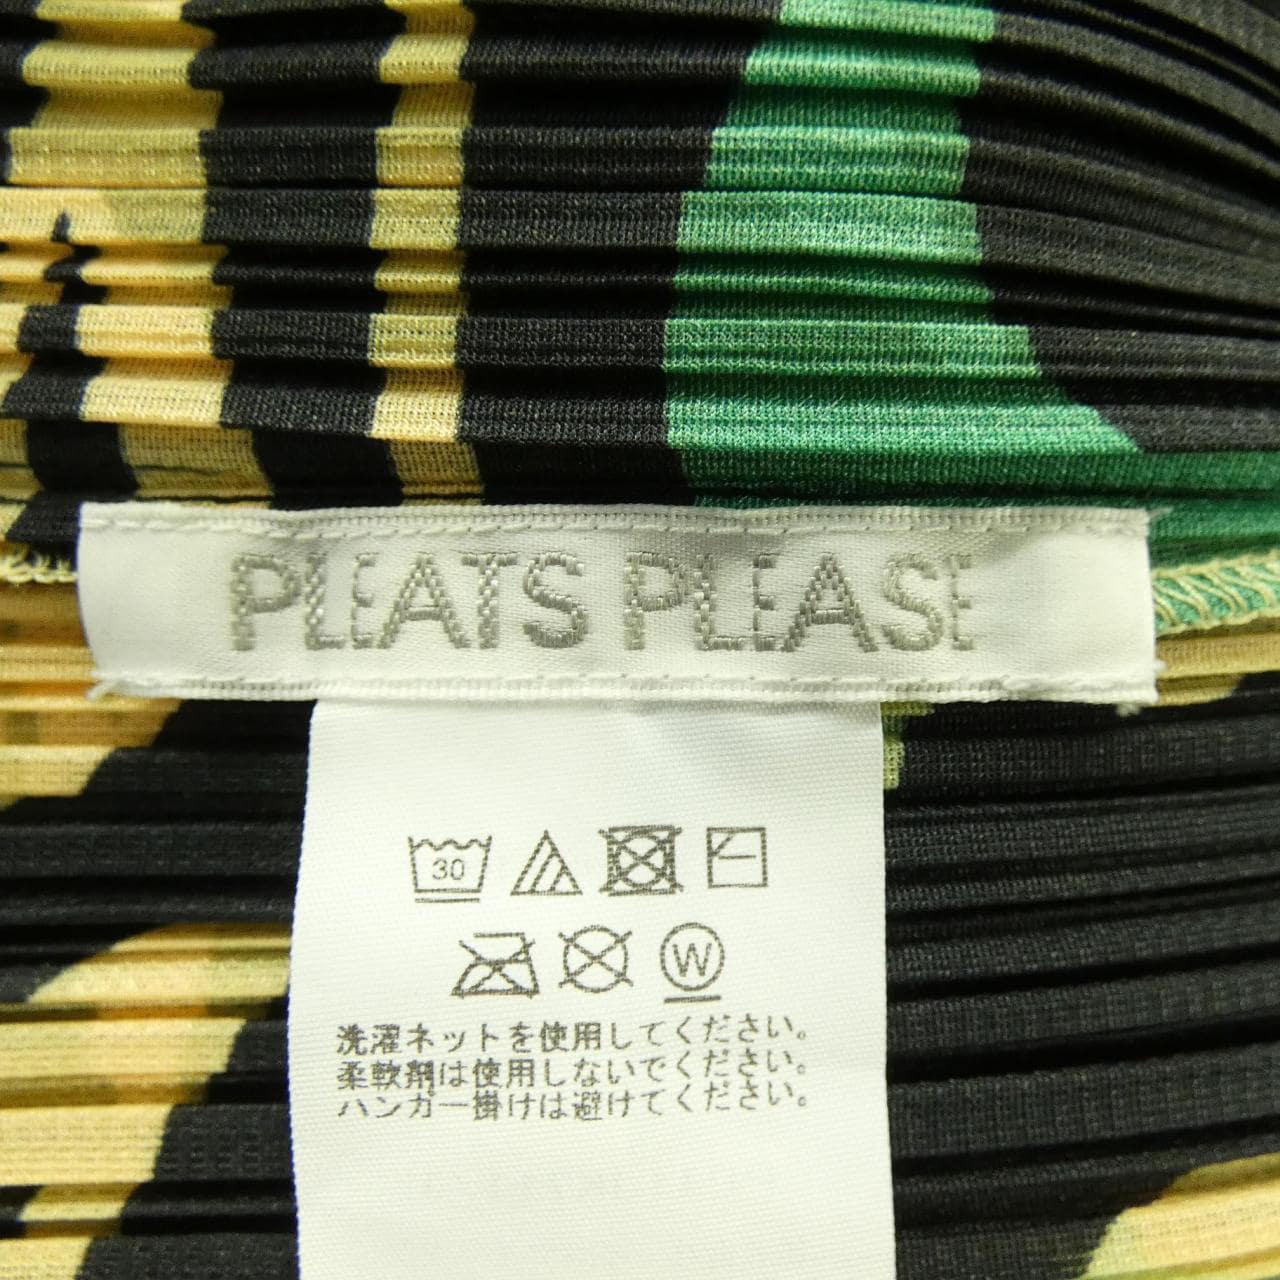 PLEATS PLEASE
30
W
洗濯ネットを使用してください。
柔軟剤は使用しないでください。
ハンガー掛けは避けてください。